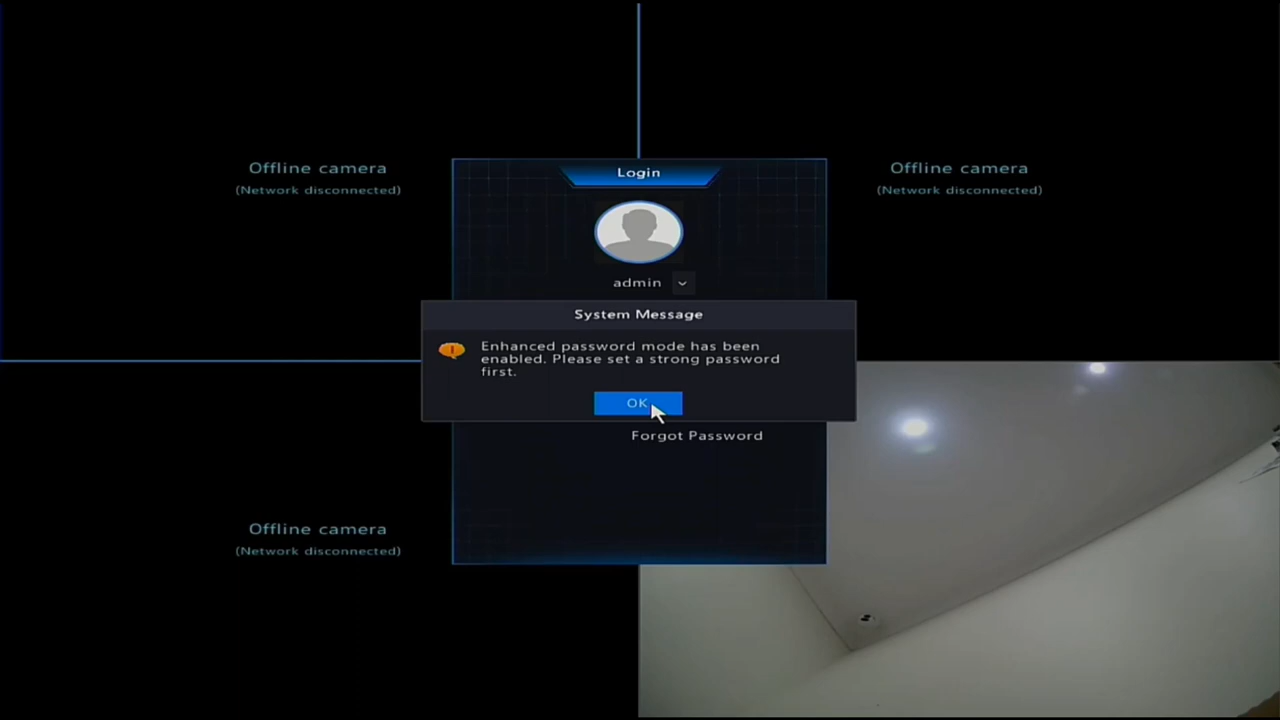 Offline camera
(Network disconnected)
Login
Offline camera
(Network disconnected)
admin
System Message
Enhanced password mode has been
enabled. Please set a strong password
first.
OK
Forgot Password
Offline camera
(Network disconnected)